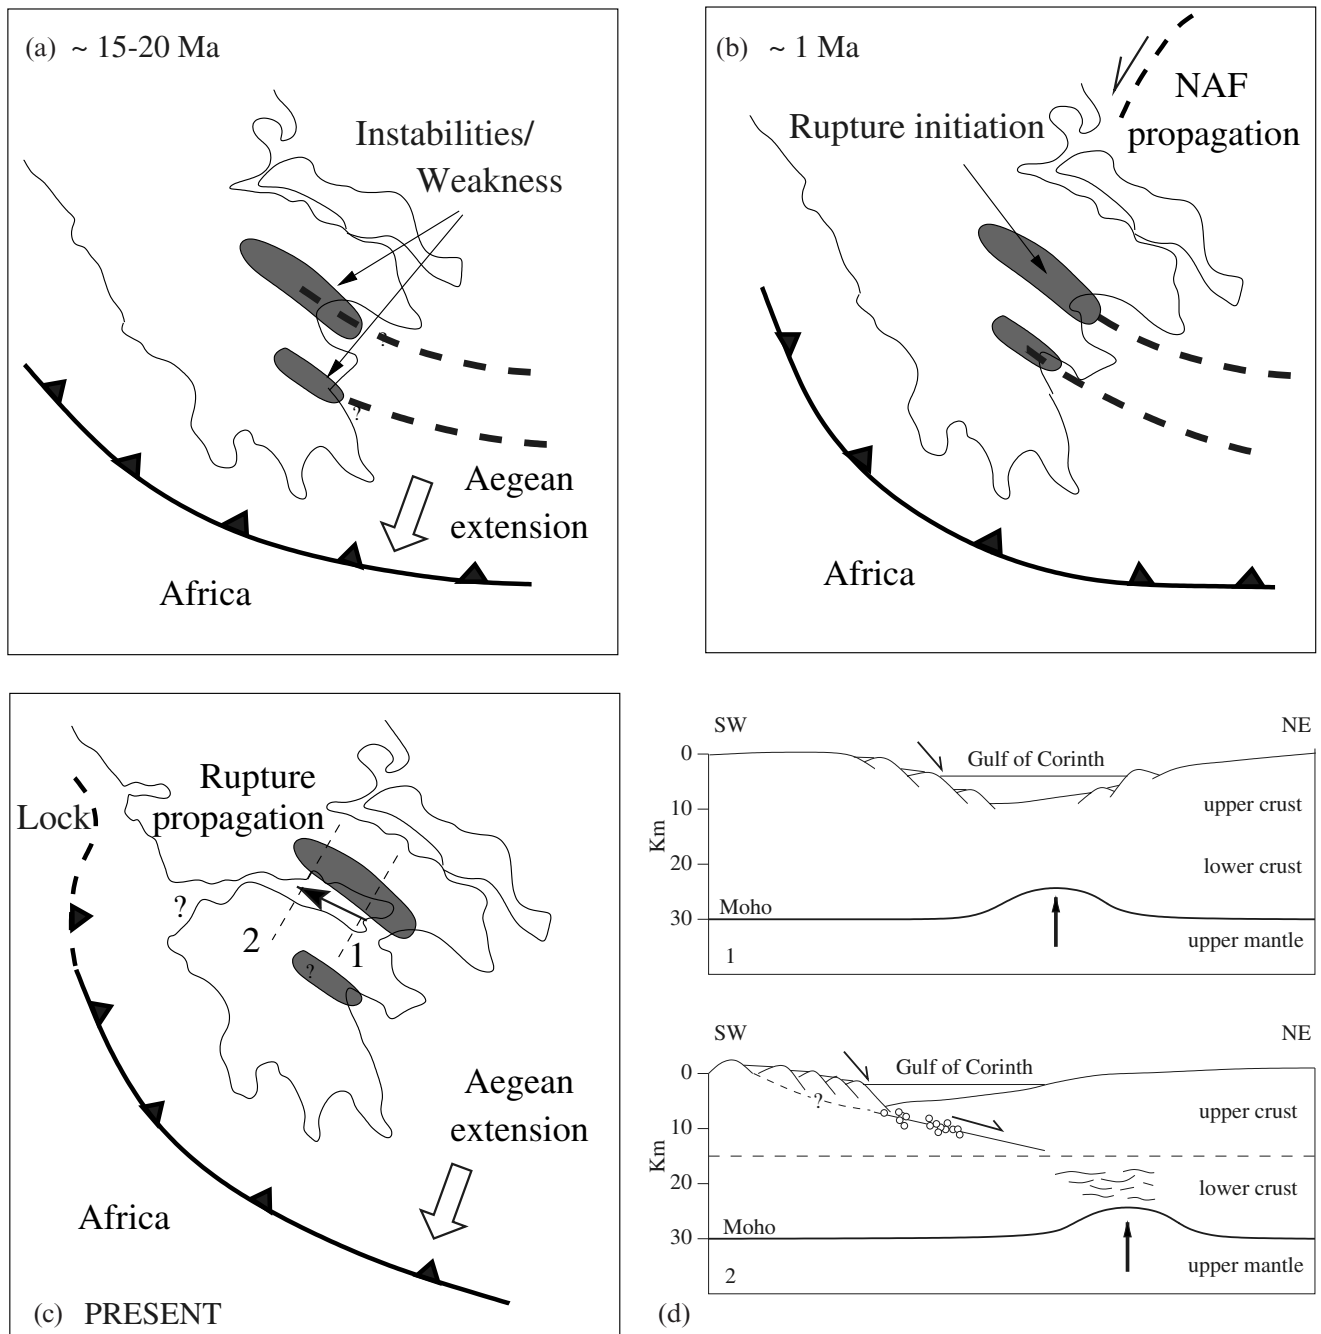 (a) ~ 15-20 Ma
Instabilities/
Weakness
?
?
Aegean
extension
Africa
(b) ~ 1 Ma
NAF
propagation
Rupture initiation
Africa
Rupture
propagation
Lock
?
2
1
?
Aegean
extension
Africa
(c) PRESENT
SW NE
0
Gulf of Corinth
10
upper crust
Km
20
lower crust
Moho
30
upper mantle
1
SW NE
0
Gulf of Corinth
?
upper crust
10
Km
20
lower crust
Moho
30
upper mantle
2
(d)